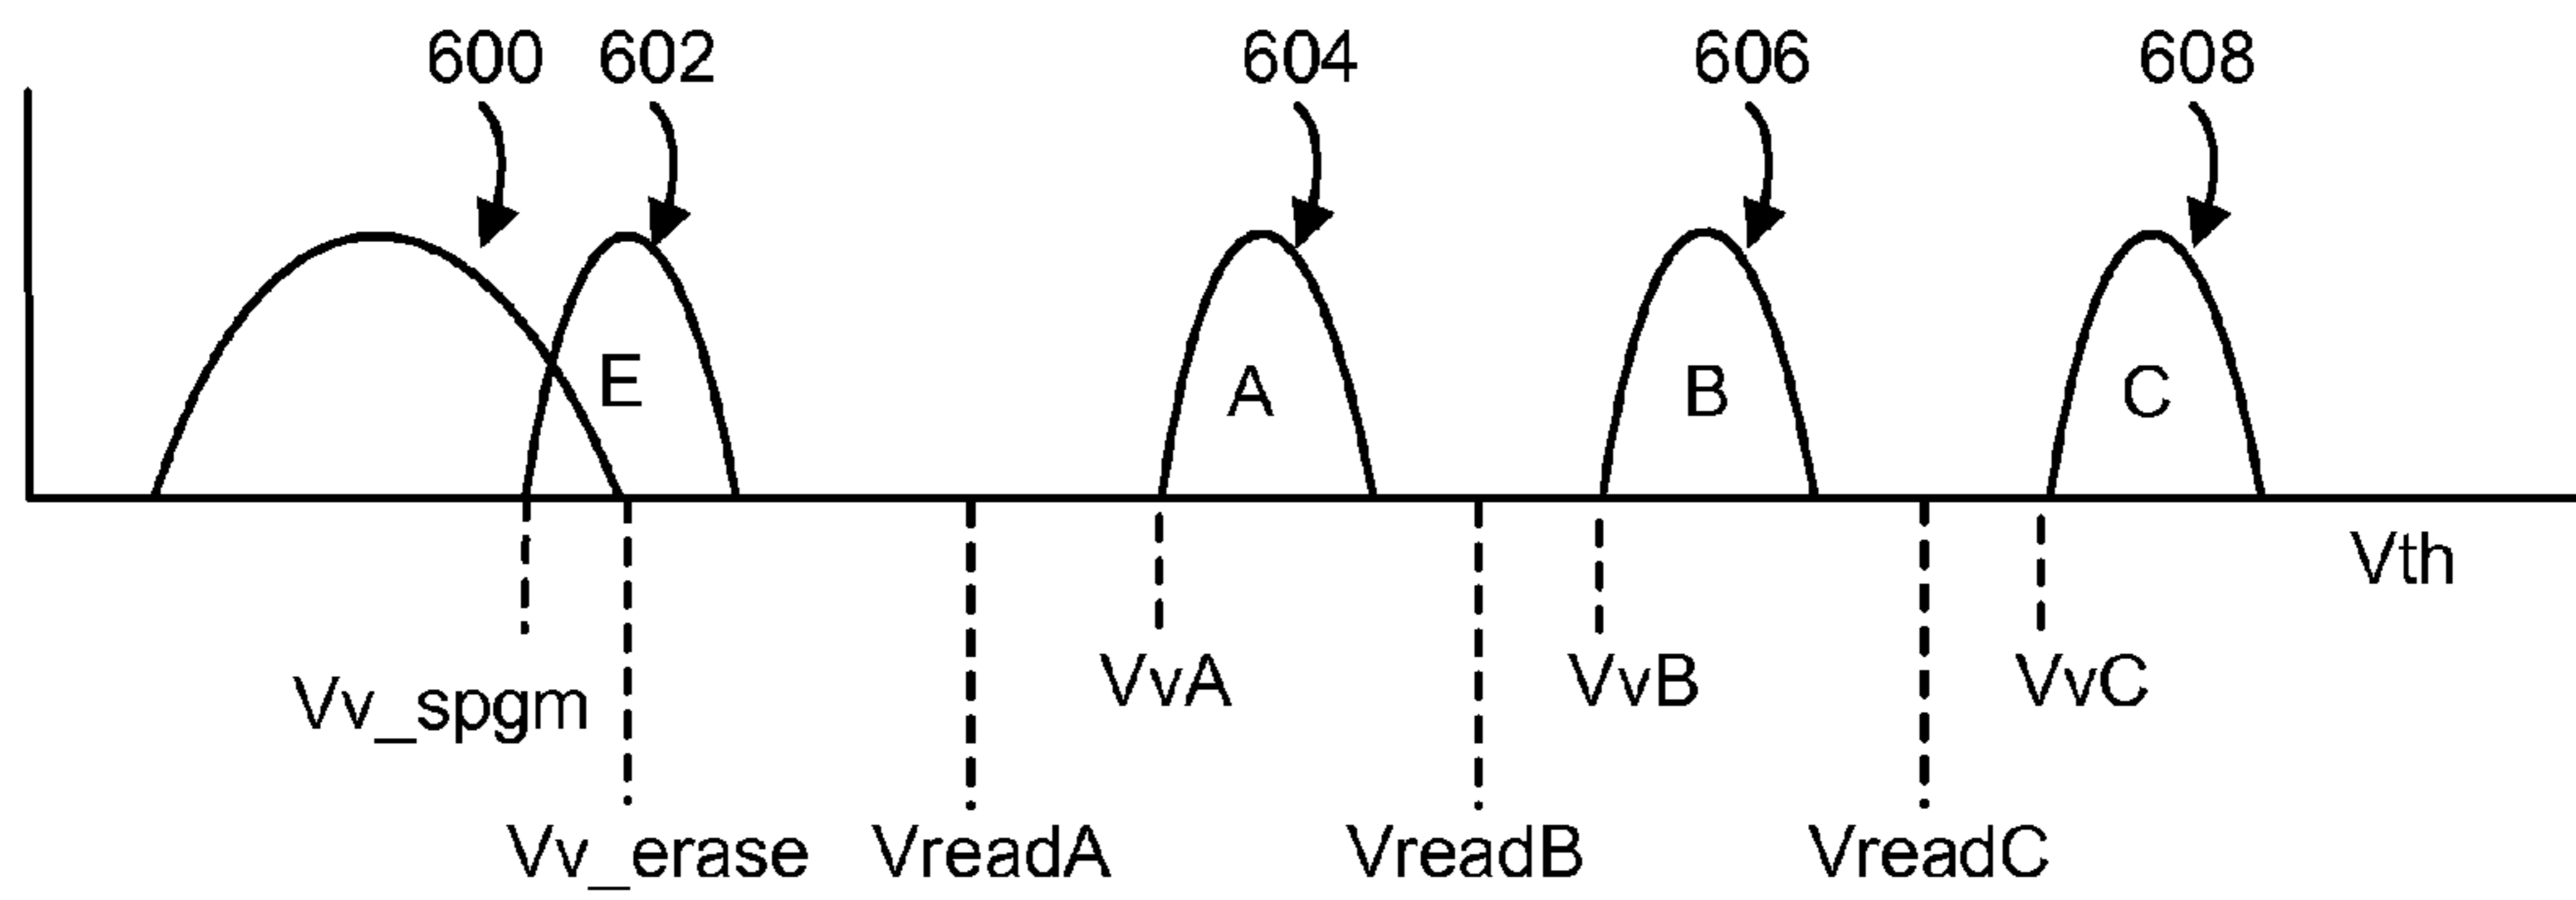 600 602 604 606 608
E A B C
Vth
Vv_spgm VvA VvB VvC
Vv_erase VreadA VreadB VreadC